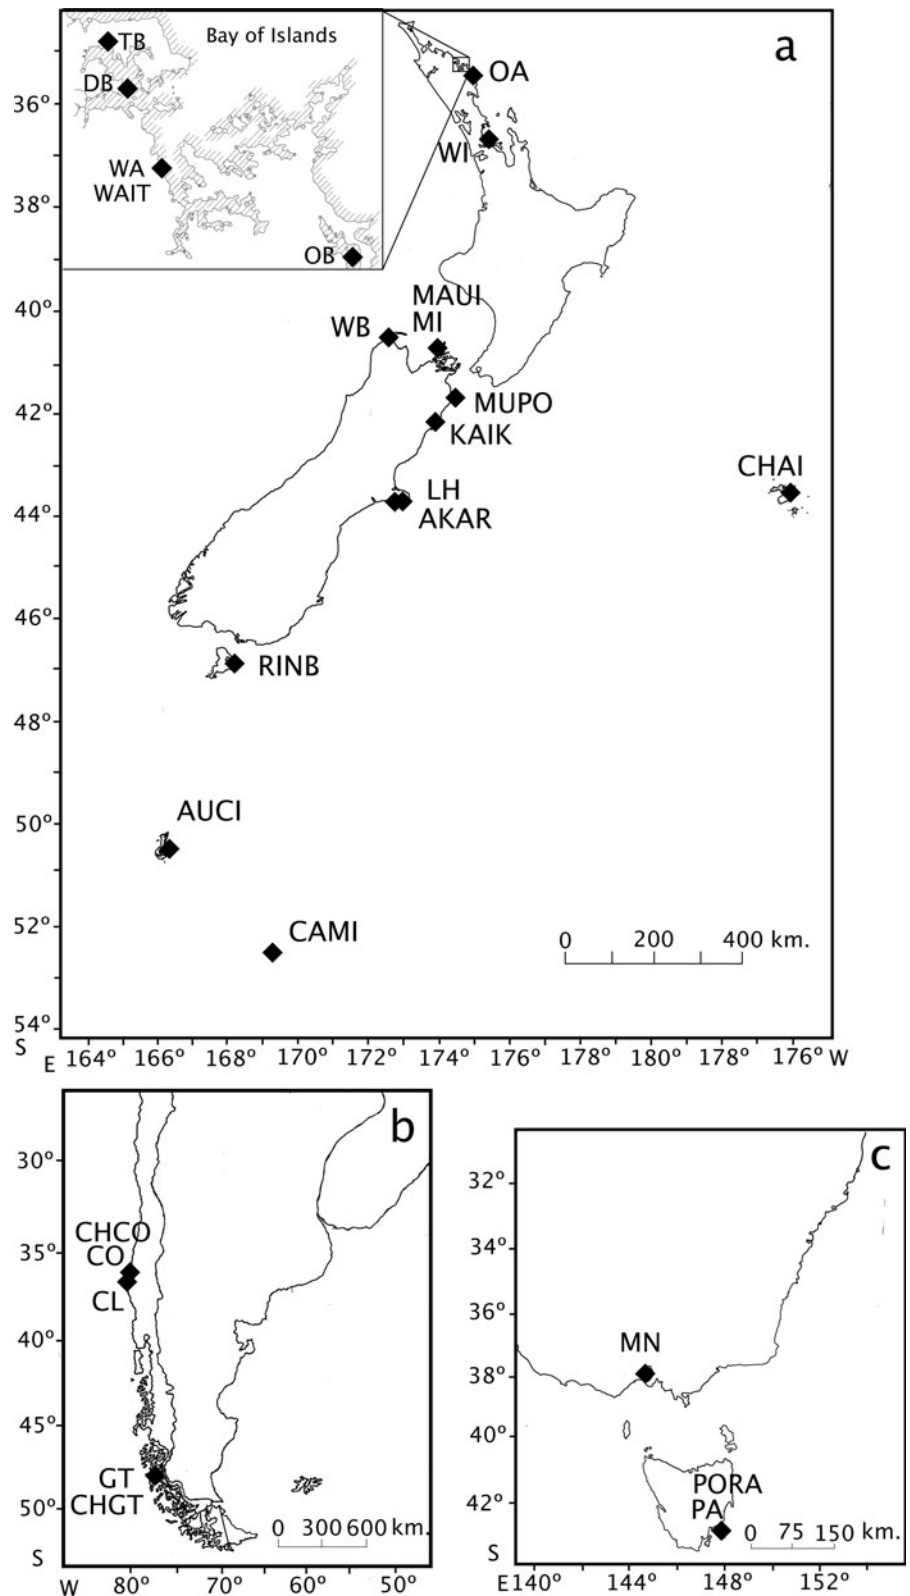 Bay of Islands
a
TB
DB
WA
WAIT
OB
OA
WI
MAUI
MI
WB
MUPO
KAIK
CHAI
LH
AKAR
RINB
AUCI
CAMI
0 200 400 km.
36°
38°
40°
42°
44°
46°
48°
50°
52°
54°
S
E 164° 166° 168° 170° 172° 174° 176° 178° 180° 178° 176° W
b
30°
35°
40°
45°
50°
S
CHCO
CO
CL
GT
CHGT
0 300 600 km.
W 80° 70° 60° 50°
c
32°
34°
36°
38°
40°
42°
S
MN
PORA
PA
0 75 150 km.
E 140° 144° 148° 152°